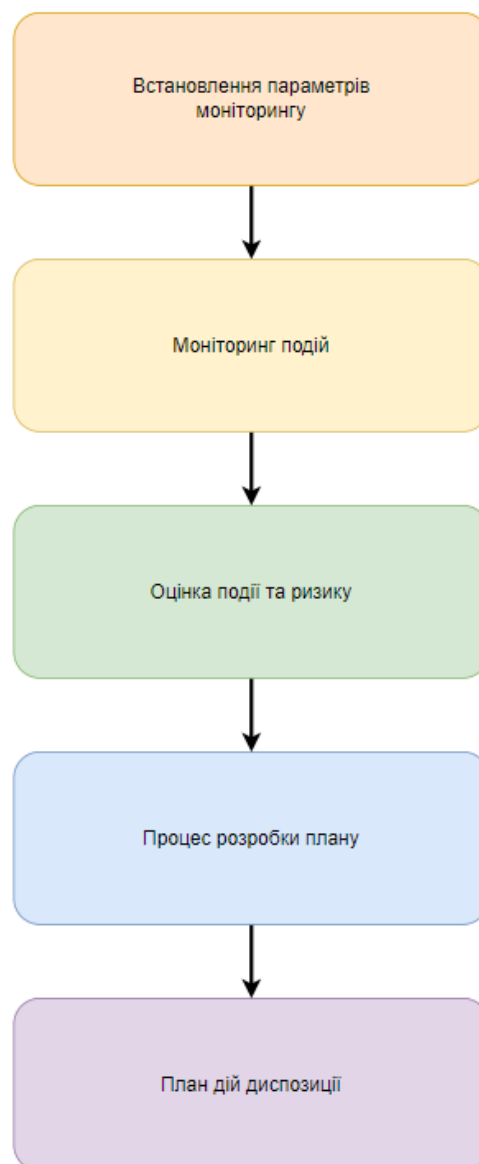 Встановлення параметрів
моніторингу
Моніторинг подій
Оцінка події та ризику
Процес розробки плану
План дій диспозиції